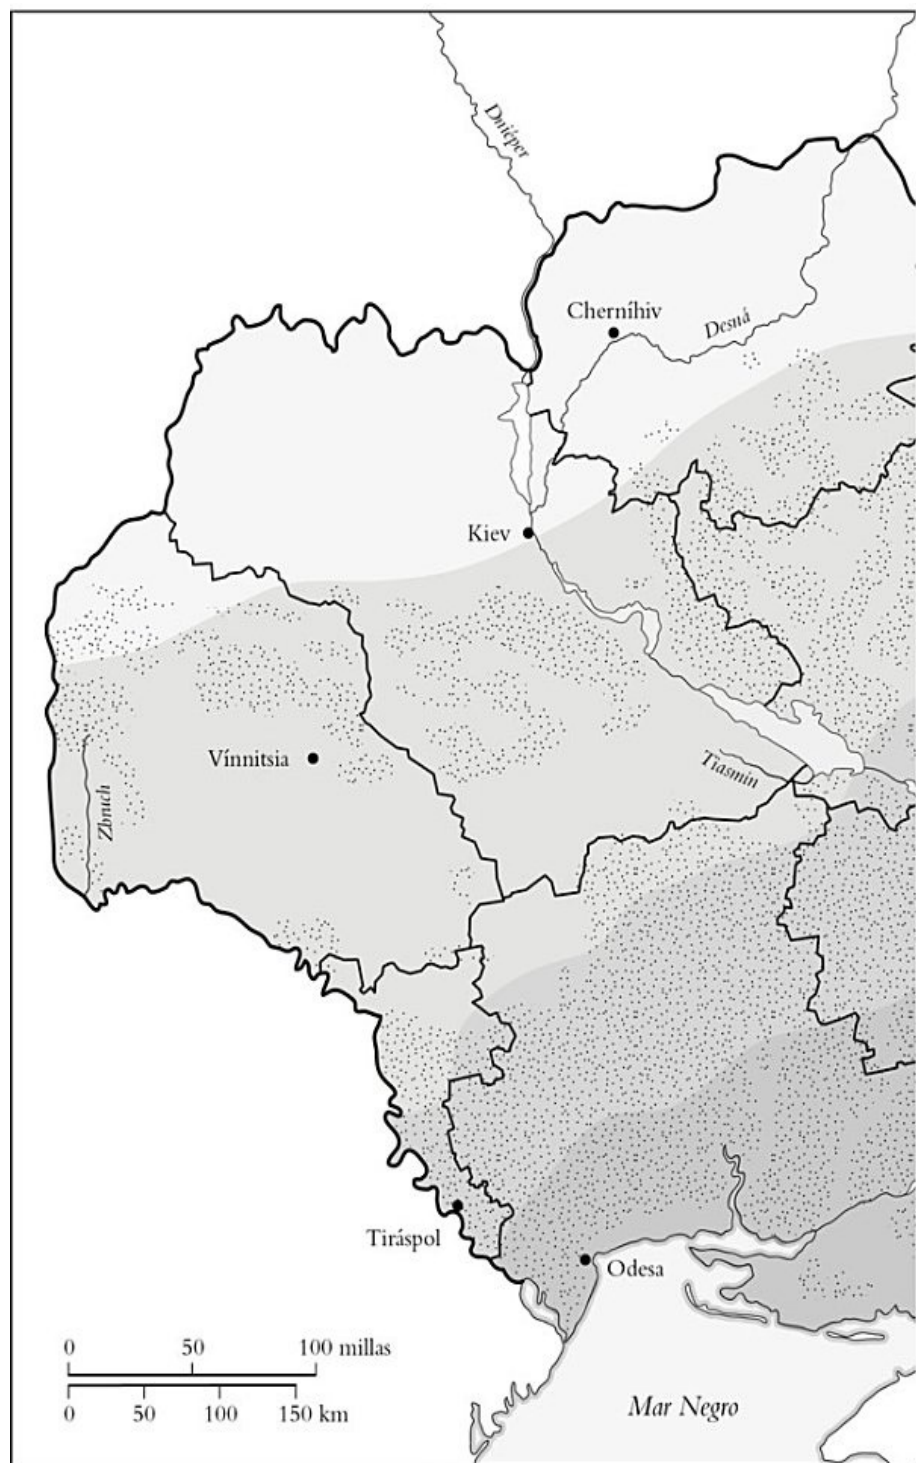 Dniéper
Cherníhiv
Desná
Kiev
Vínnitsia
Tiasmín
Zbruch
Tiráspol
Odesa
0 50 100 millas
0 50 100 150 km
Mar Negro